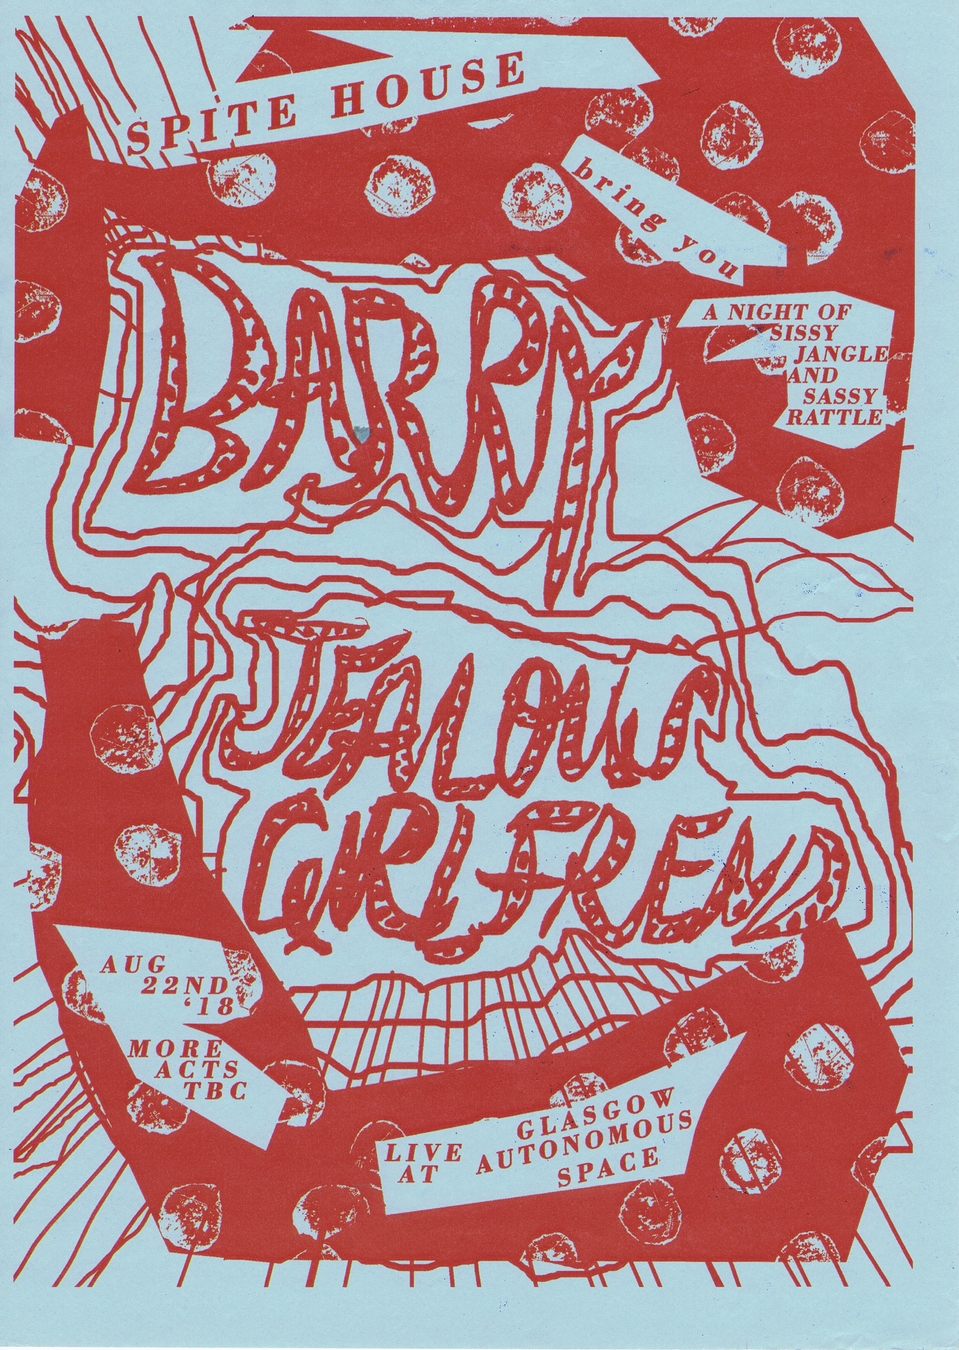 SPITE HOUSE
bring you
A NIGHT OF
SISSY
JANGLE
AND
SASSY
RATTLE
BARRY
JEALOUS
GIRLFREND
AUG
22ND
‘18
MORE
ACTS
TBC
LIVE
AT
GLASGOW
AUTONOMOUS
SPACE